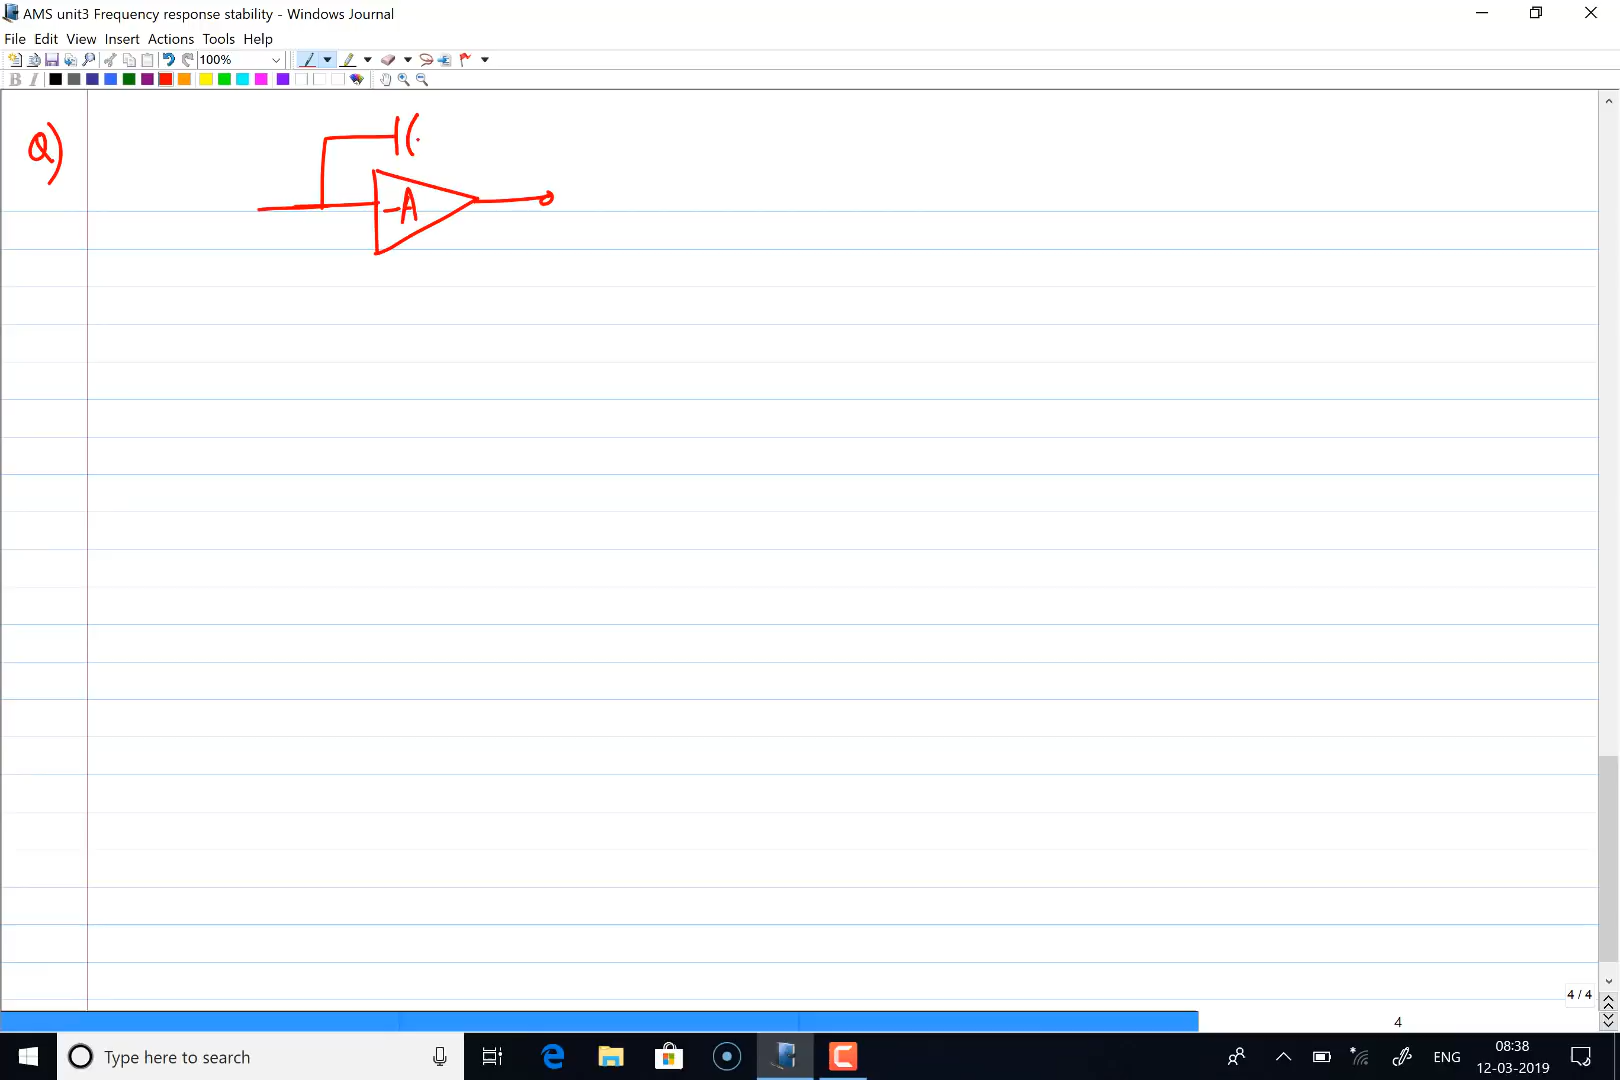 AMS unit3 Frequency response stability - Windows Journal
File Edit View Insert Actions Tools Help
100%
B I
Q)
-A
4 / 4
4
Type here to search
ENG
08:38
12-03-2019